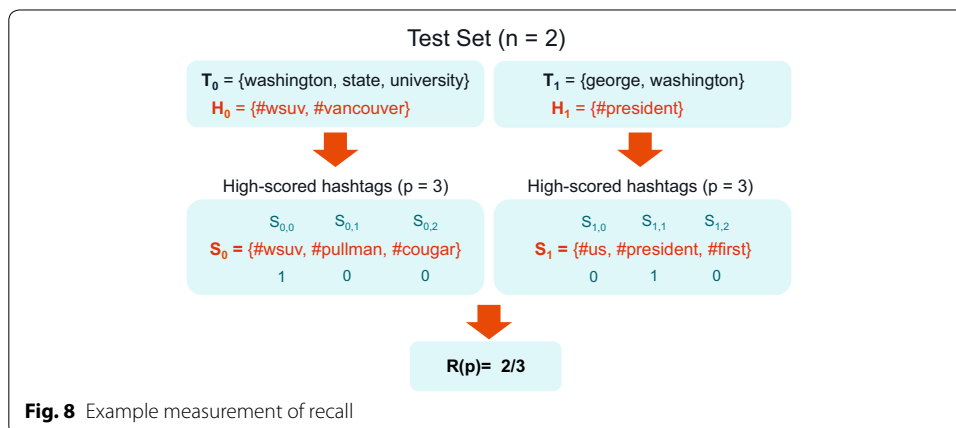 Test Set (n = 2)
T0 = {washington, state, university}
H0 = {#wsuv, #vancouver}
T1 = {george, washington}
H1 = {#president}
High-scored hashtags (p = 3)
S0,0 S0,1 S0,2
S0 = {#wsuv, #pullman, #cougar}
1 0 0
High-scored hashtags (p = 3)
S1,0 S1,1 S1,2
S1 = {#us, #president, #first}
0 1 0
R(p)= 2/3
Fig. 8 Example measurement of recall